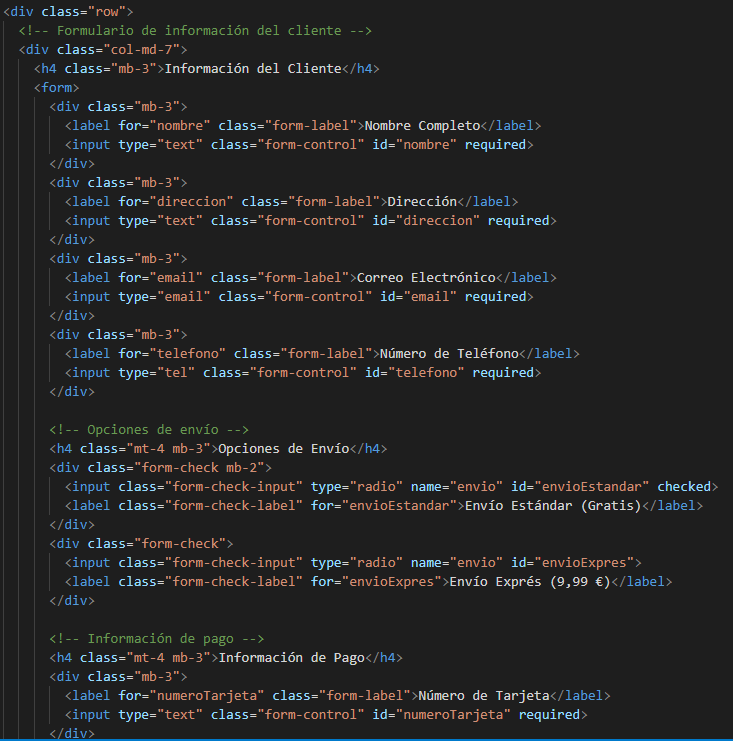 <div class="row">
<!-- Formulario de información del cliente -->
<div class="col-md-7">
<h4 class="mb-3">Información del Cliente</h4>
<form>
<div class="mb-3">
<label for="nombre" class="form-label">Nombre Completo</label>
<input type="text" class="form-control" id="nombre" required>
</div>
<div class="mb-3">
<label for="direccion" class="form-label">Dirección</label>
<input type="text" class="form-control" id="direccion" required>
</div>
<div class="mb-3">
<label for="email" class="form-label">Correo Electrónico</label>
<input type="email" class="form-control" id="email" required>
</div>
<div class="mb-3">
<label for="telefono" class="form-label">Número de Teléfono</label>
<input type="tel" class="form-control" id="telefono" required>
</div>
<!-- Opciones de envío -->
<h4 class="mt-4 mb-3">Opciones de Envío</h4>
<div class="form-check mb-2">
<input class="form-check-input" type="radio" name="envio" id="envioEstandar" checked>
<label class="form-check-label" for="envioEstandar">Envío Estándar (Gratis)</label>
</div>
<div class="form-check">
<input class="form-check-input" type="radio" name="envio" id="envioExpres">
<label class="form-check-label" for="envioExpres">Envío Exprés (9,99 €)</label>
</div>
<!-- Información de pago -->
<h4 class="mt-4 mb-3">Información de Pago</h4>
<div class="mb-3">
<label for="numeroTarjeta" class="form-label">Número de Tarjeta</label>
<input type="text" class="form-control" id="numeroTarjeta" required>
</div>